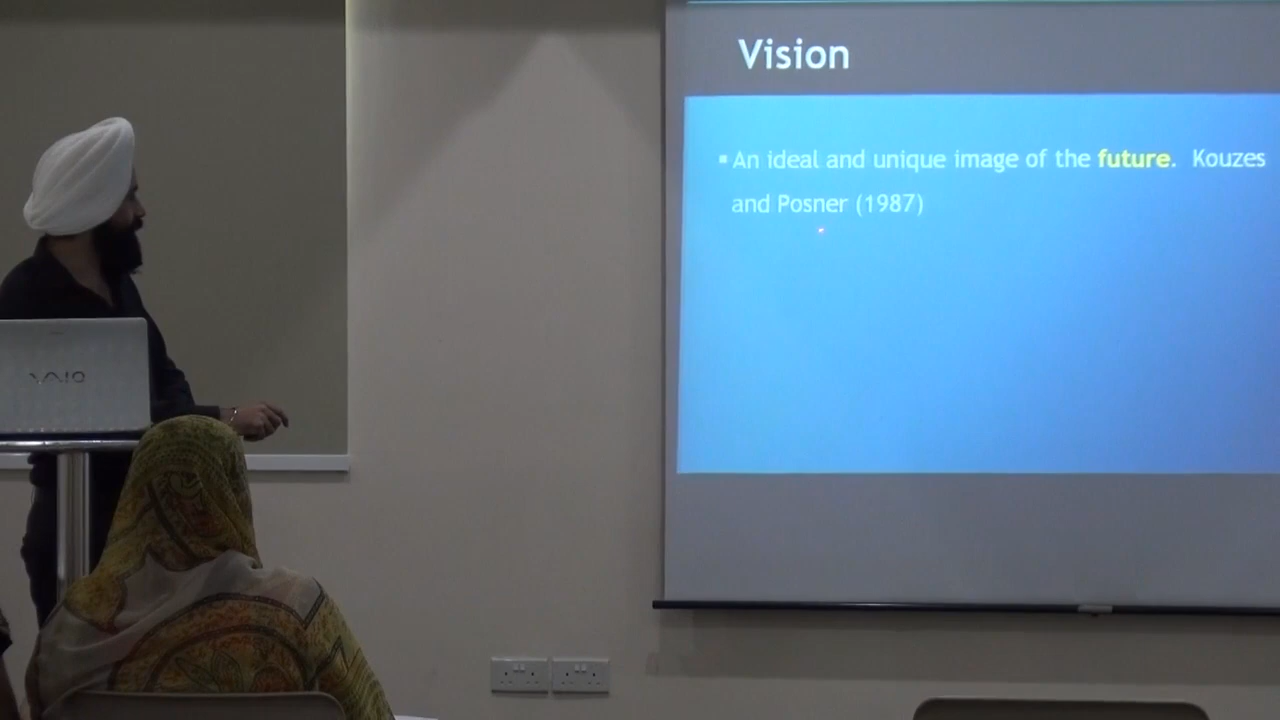 Vision
▪ An ideal and unique image of the future. Kouzes
and Posner (1987)
VAIO